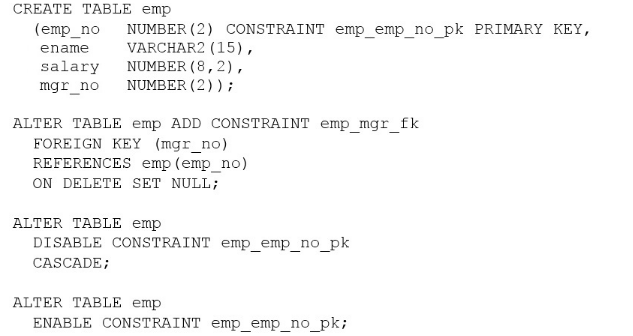 CREATE TABLE emp
(emp_no NUMBER(2) CONSTRAINT emp_emp_no_pk PRIMARY KEY,
ename VARCHAR2(15),
salary NUMBER(8,2),
mgr_no NUMBER(2));
ALTER TABLE emp ADD CONSTRAINT emp_mgr_fk
FOREIGN KEY (mgr_no)
REFERENCES emp(emp_no)
ON DELETE SET NULL;
ALTER TABLE emp
DISABLE CONSTRAINT emp_emp_no_pk
CASCADE;
ALTER TABLE emp
ENABLE CONSTRAINT emp_emp_no_pk;